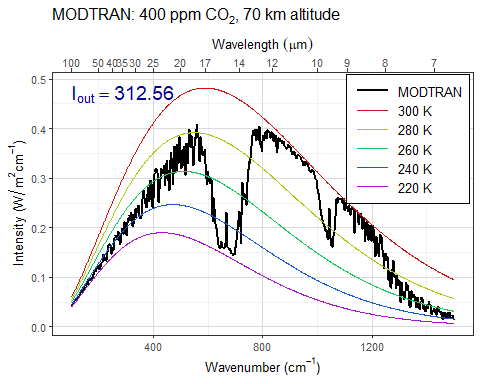 MODTRAN: 400 ppm CO₂, 70 km altitude
Wavelength (μm)
100 50 40 35 30 25 20 17 14 12 10 9 8 7
I_out = 312.56
MODTRAN
300 K
280 K
260 K
240 K
220 K
0.5
0.4
0.3
0.2
0.1
0.0
Intensity (W/m²cm⁻¹)
400 800 1200
Wavenumber (cm⁻¹)